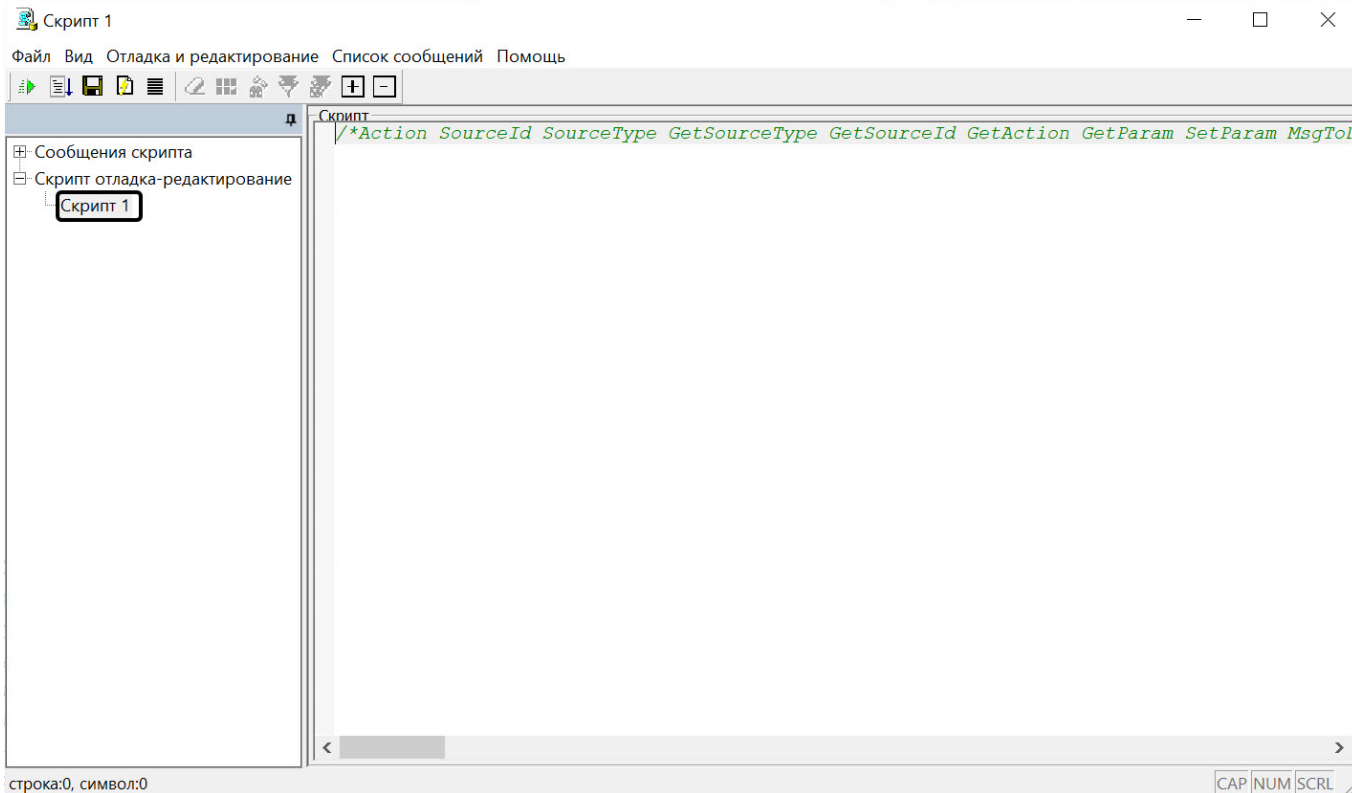 Скрипт 1
Файл Вид Отладка и редактирование Список сообщений Помощь
Скрипт
/*Action SourceId SourceType GetSourceType GetSourceId GetAction GetParam SetParam
Сообщения скрипта
Скрипт отладка-редактирование
Скрипт 1
строка:0, символ:0
CAP NUM SCRL